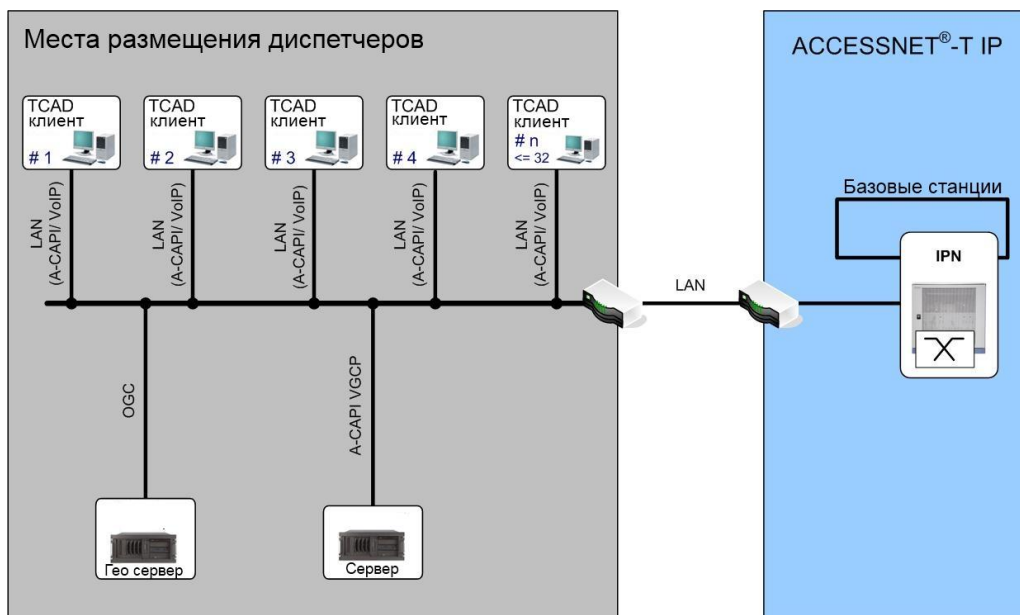 Места размещения диспетчеров
ACCESSNET®-T IP
TCAD
клиент
# 1
TCAD
клиент
# 2
TCAD
клиент
# 3
TCAD
клиент
# 4
TCAD
клиент
# n
<= 32
LAN
(A-CAPI/ VoIP)
LAN
(A-CAPI/ VoIP)
LAN
(A-CAPI/ VoIP)
LAN
(A-CAPI/ VoIP)
LAN
(A-CAPI/ VoIP)
Базовые станции
IPN
LAN
OGC
A-CAPI VGCP
Гео сервер
Сервер